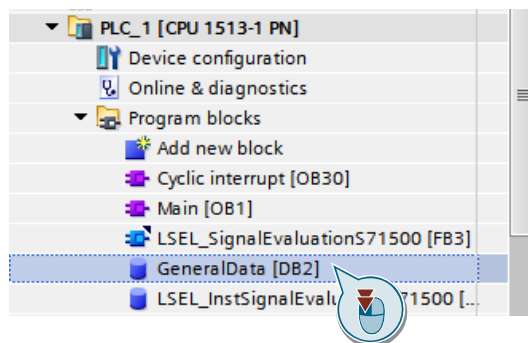 PLC_1 [CPU 1513-1 PN]
Device configuration
Online & diagnostics
Program blocks
Add new block
Cyclic interrupt [OB30]
Main [OB1]
LSEL_SignalEvaluationS71500 [FB3]
GeneralData [DB2]
71500 [...